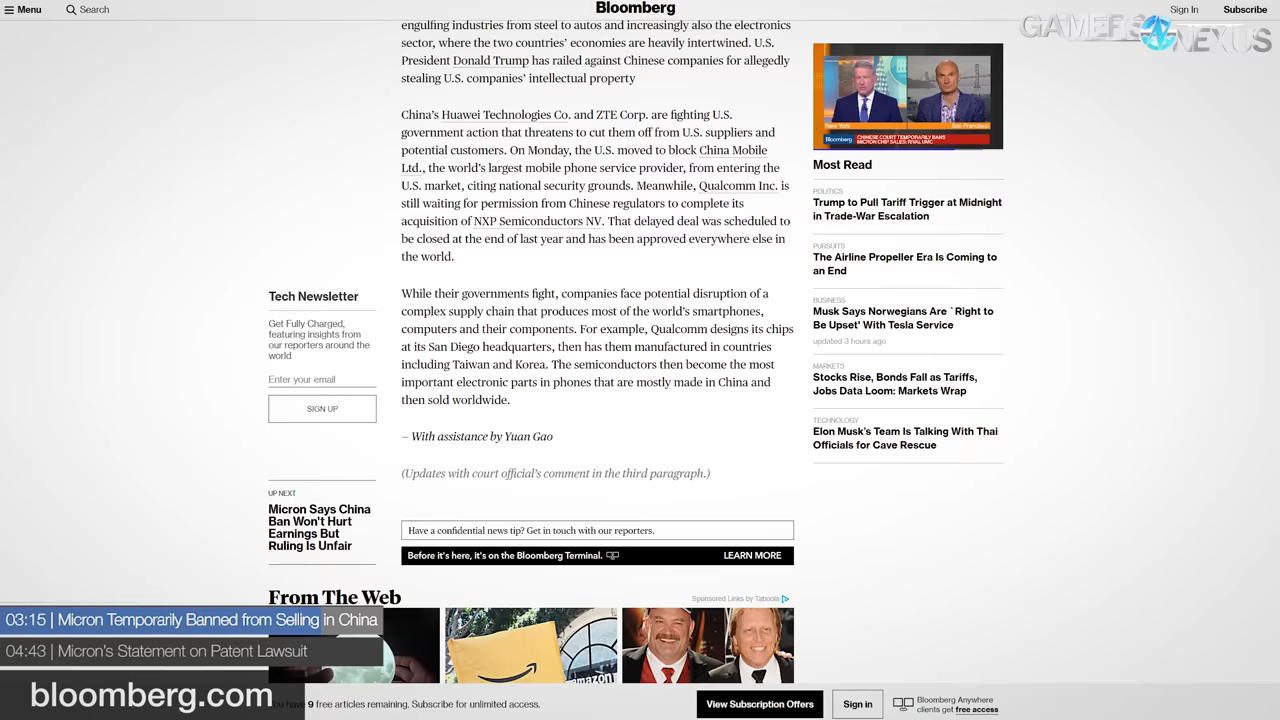 Menu
Search
Bloomberg
Sign In
Subscribe
GAMERS NEXUS
engulfing industries from steel to autos and increasingly also the electronics
sector, where the two countries' economies are heavily intertwined. U.S.
President Donald Trump has railed against Chinese companies for allegedly
stealing U.S. companies' intellectual property
China's Huawei Technologies Co. and ZTE Corp. are fighting U.S.
government action that threatens to cut them off from U.S. suppliers and
potential customers. On Monday, the U.S. moved to block China Mobile
Ltd., the world's largest mobile phone service provider, from entering the
U.S. market, citing national security grounds. Meanwhile, Qualcomm Inc. is
still waiting for permission from Chinese regulators to complete its
acquisition of NXP Semiconductors NV. That delayed deal was scheduled to
be closed at the end of last year and has been approved everywhere else in
the world.
While their governments fight, companies face potential disruption of a
complex supply chain that produces most of the world's smartphones,
computers and their components. For example, Qualcomm designs its chips
at its San Diego headquarters, then has them manufactured in countries
including Taiwan and Korea. The semiconductors then become the most
important electronic parts in phones that are mostly made in China and
then sold worldwide.
– With assistance by Yuan Gao
(Updates with court official's comment in the third paragraph.)
Have a confidential news tip? Get in touch with our reporters.
Before it's here, it's on the Bloomberg Terminal.
LEARN MORE
Tech Newsletter
Get Fully Charged,
featuring insights from
our reporters around the
world
Enter your email
SIGN UP
UP NEXT
Micron Says China
Ban Won't Hurt
Earnings But
Ruling Is Unfair
New York
San Francisco
Bloomberg
CHINESE COURT TEMPORARILY BANS
MICRON CHIP SALES: RIVAL UMC
Most Read
POLITICS
Trump to Pull Tariff Trigger at Midnight
in Trade-War Escalation
PURSUITS
The Airline Propeller Era Is Coming to
an End
BUSINESS
Musk Says Norwegians Are `Right to
Be Upset' With Tesla Service
updated 3 hours ago
MARKETS
Stocks Rise, Bonds Fall as Tariffs,
Jobs Data Loom: Markets Wrap
TECHNOLOGY
Elon Musk's Team Is Talking With Thai
Officials for Cave Rescue
From The Web
Sponsored Links by Taboola
amazon
03:15 | Micron Temporarily Banned from Selling in China
04:43 | Micron's Statement on Patent Lawsuit
bloomberg.com
You have 9 free articles remaining. Subscribe for unlimited access.
View Subscription Offers
Sign in
Bloomberg Anywhere
clients get free access